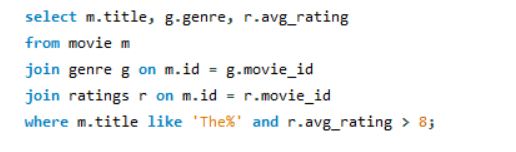 select m.title, g.genre, r.avg_rating
from movie m
join genre g on m.id = g.movie_id
join ratings r on m.id = r.movie_id
where m.title like 'The%' and r.avg_rating > 8;